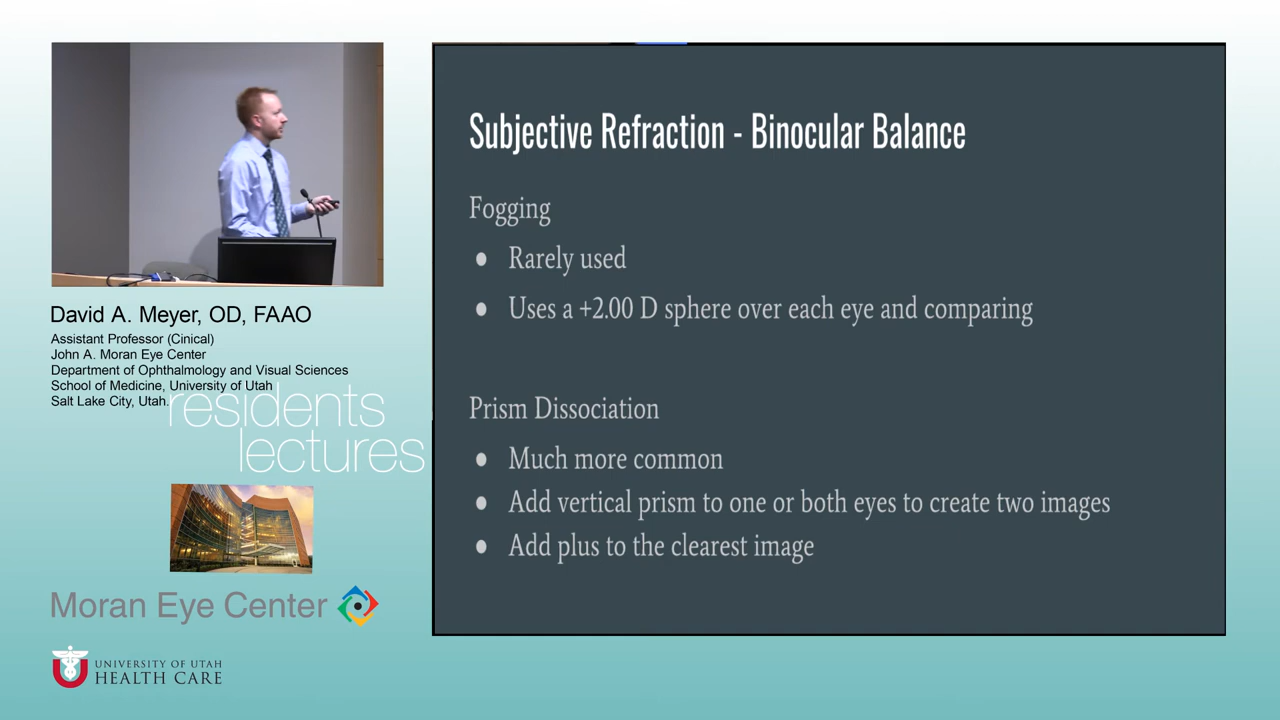 Subjective Refraction - Binocular Balance
Fogging
● Rarely used
● Uses a +2.00 D sphere over each eye and comparing
Prism Dissociation
● Much more common
● Add vertical prism to one or both eyes to create two images
● Add plus to the clearest image
David A. Meyer, OD, FAAO
Assistant Professor (Cinical)
John A. Moran Eye Center
Department of Ophthalmology and Visual Sciences
School of Medicine, University of Utah
Salt Lake City, Utah.
residents
lectures
Moran Eye Center
UNIVERSITY OF UTAH
HEALTH CARE